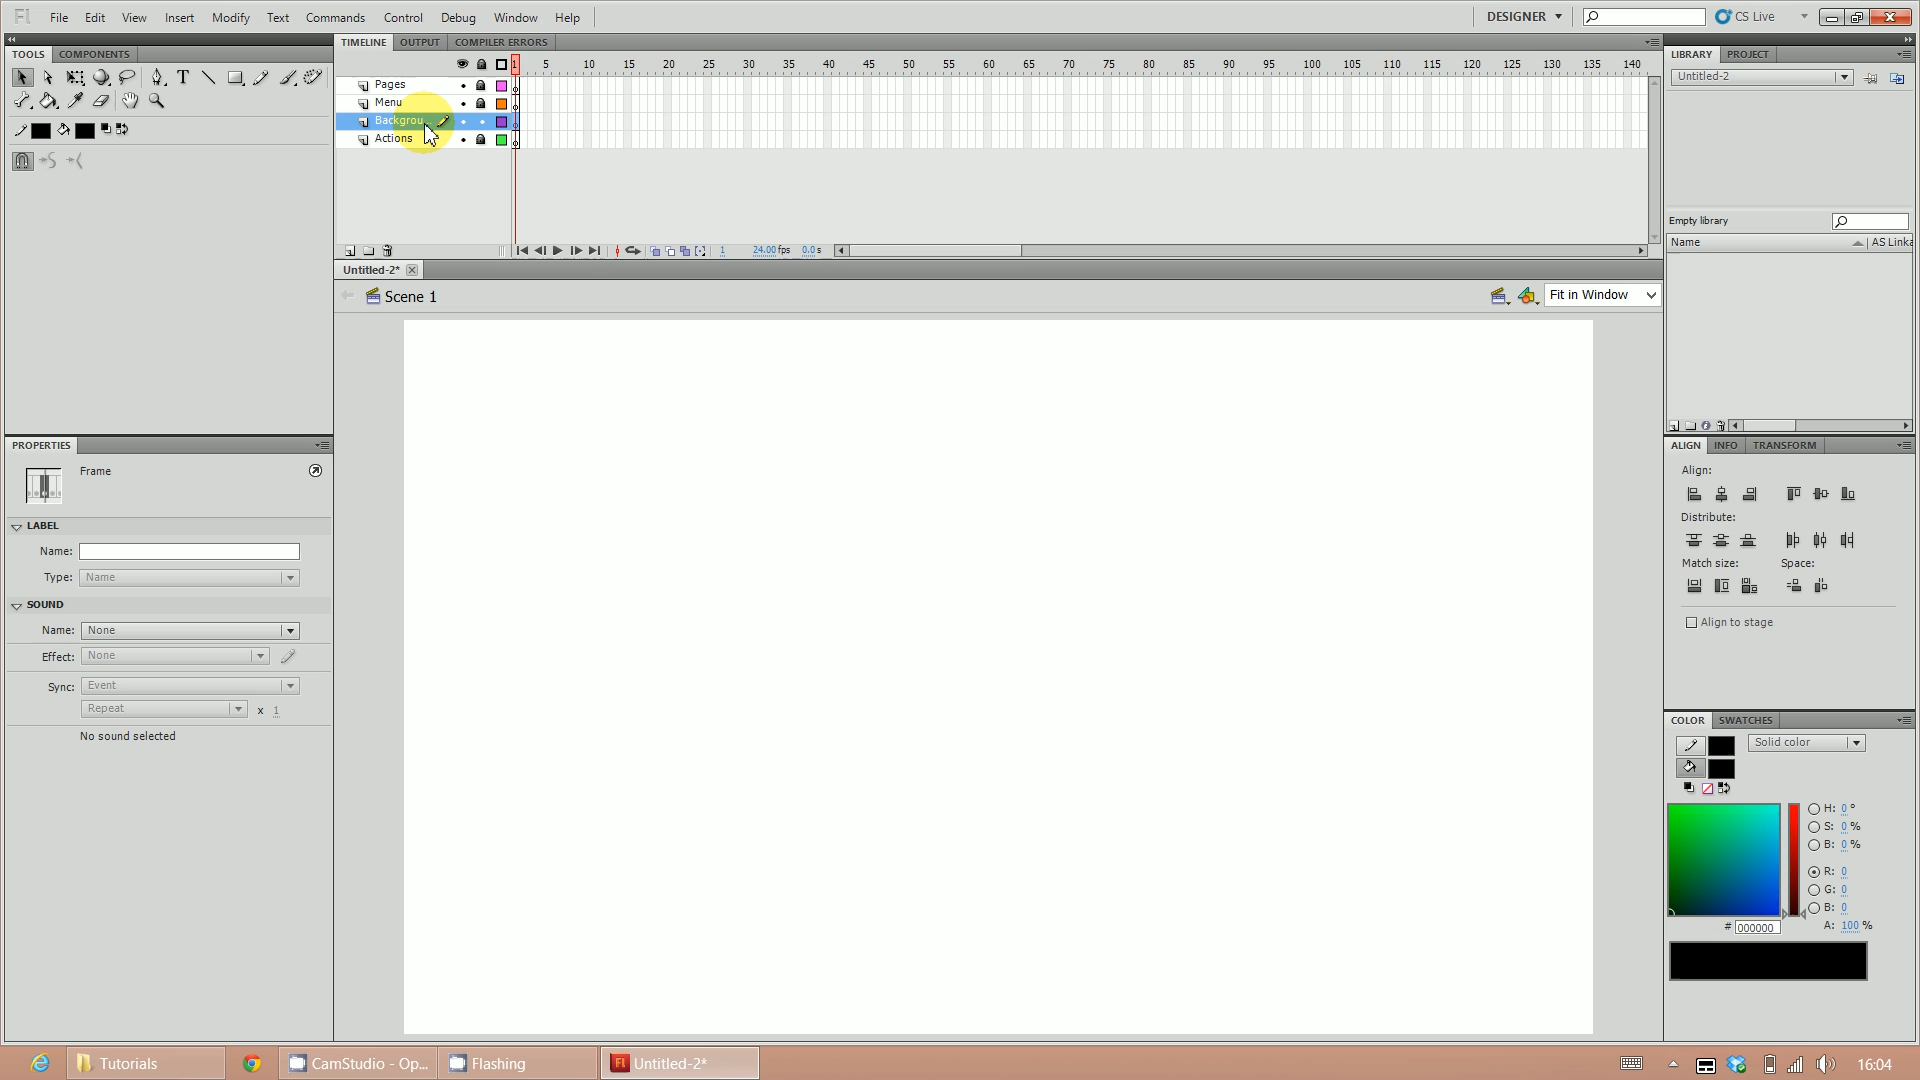 Fl File Edit View Insert Modify Text Commands Control Debug Window Help DESIGNER CS Live
TOOLS COMPONENTS
TIMELINE OUTPUT COMPILER ERRORS
1 5 10 15 20 25 30 35 40 45 50 55 60 65 70 75 80 85 90 95 100 105 110 115 120 125 130 135 140
Pages
Menu
Backgrou...
Actions
1 24.00 fps 0.0 s
Untitled-2*
Scene 1
Fit in Window
PROPERTIES
Frame
LABEL
Name:
Type: Name
SOUND
Name: None
Effect: None
Sync: Event
Repeat x 1
No sound selected
LIBRARY PROJECT
Untitled-2
Empty library
Name AS Linka
ALIGN INFO TRANSFORM
Align:
Distribute:
Match size: Space:
Align to stage
COLOR SWATCHES
Solid color
H: 0 °
S: 0 %
B: 0 %
R: 0
G: 0
B: 0
# 000000 A: 100 %
Tutorials CamStudio - Op... Flashing Fl Untitled-2* 16:04